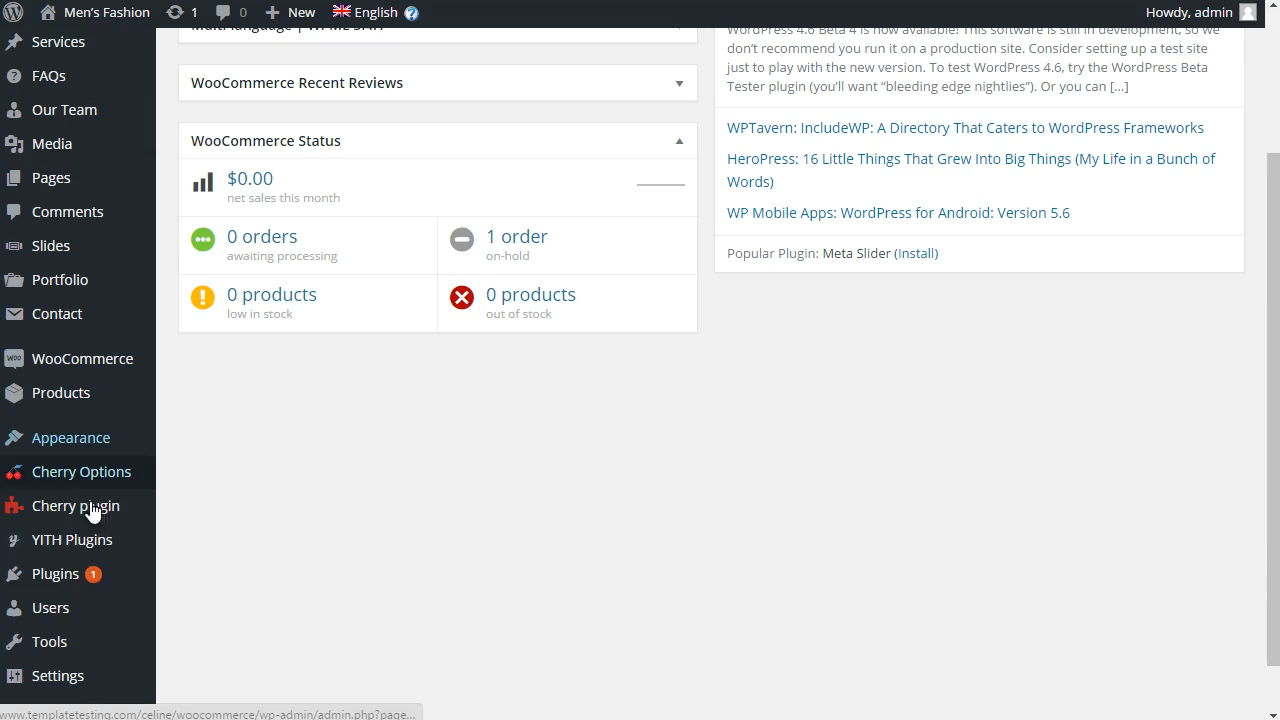 Men's Fashion 1 0 New English Howdy, admin
Services
FAQs
Our Team
Media
Pages
Comments
Slides
Portfolio
Contact
WooCommerce
Products
Appearance
Cherry Options
Cherry plugin
YITH Plugins
Plugins 1
Users
Tools
Settings
WooCommerce Recent Reviews
WooCommerce Status
$0.00
net sales this month
0 orders
awaiting processing
1 order
on-hold
0 products
low in stock
0 products
out of stock
WordPress 4.6 Beta 4 is now available! This software is still in development, so we
don't recommend you run it on a production site. Consider setting up a test site
just to play with the new version. To test WordPress 4.6, try the WordPress Beta
Tester plugin (you'll want “bleeding edge nightlies”). Or you can […]
WPTavern: IncludeWP: A Directory That Caters to WordPress Frameworks
HeroPress: 16 Little Things That Grew Into Big Things (My Life in a Bunch of
Words)
WP Mobile Apps: WordPress for Android: Version 5.6
Popular Plugin: Meta Slider (Install)
www.templatetesting.com/celine/woocommerce/wp-admin/admin.php?page...